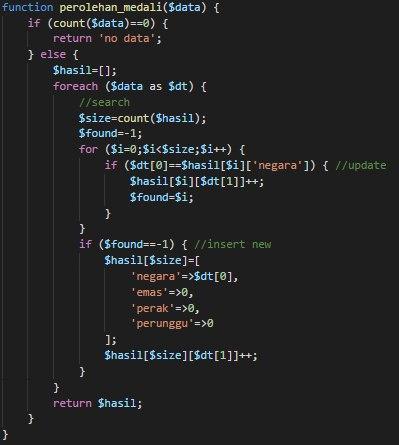 function perolehan_medali($data) {
    if (count($data)==0) {
        return 'no data';
    } else {
        $hasil=[];
        foreach ($data as $dt) {
            //search
            $size=count($hasil);
            $found=-1;
            for ($i=0;$i<$size;$i++) {
                if ($dt[0]==$hasil[$i]['negara']) { //update
                    $hasil[$i][$dt[1]]++;
                    $found=$i;
                }
            }
            if ($found==-1) { //insert new
                $hasil[$size]=[
                    'negara'=>$dt[0],
                    'emas'=>0,
                    'perak'=>0,
                    'perunggu'=>0
                ];
                $hasil[$size][$dt[1]]++;
            }
        }
        return $hasil;
    }
}